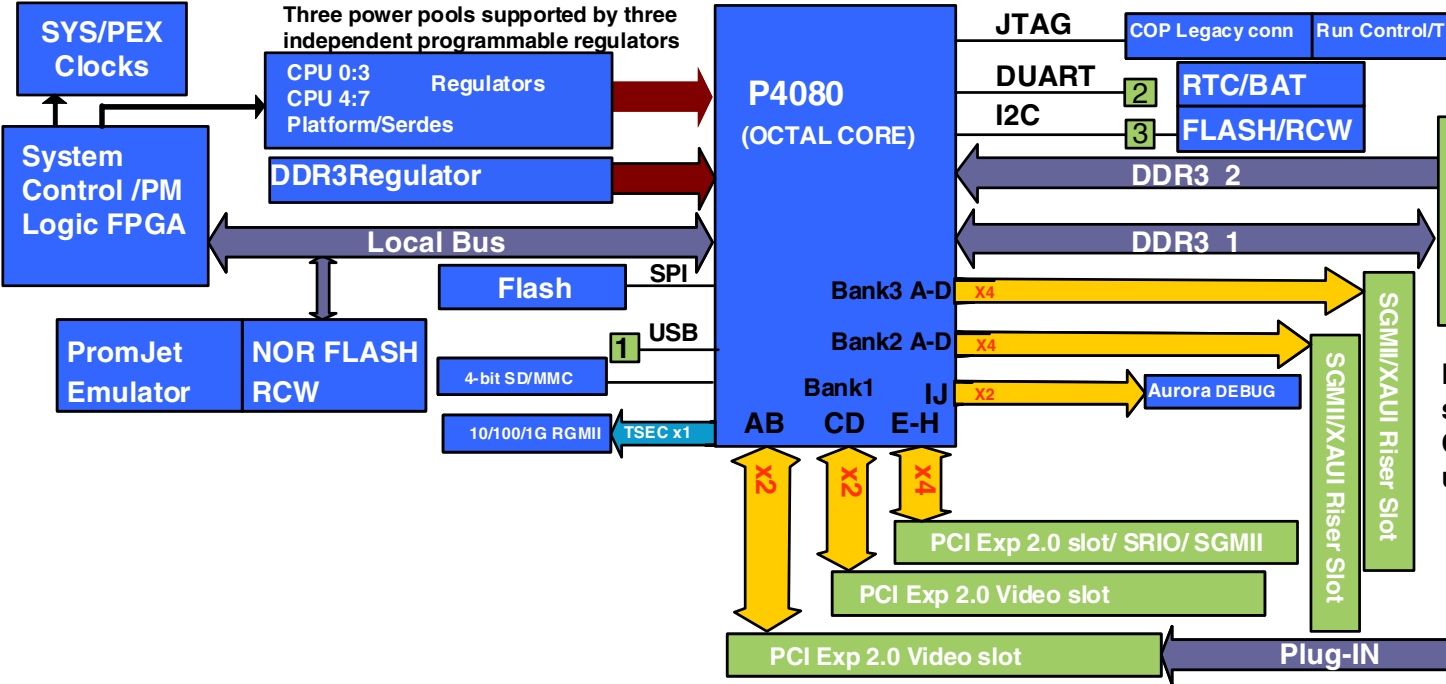 Three power pools supported by three
independent programmable regulators
SYS/PEX
Clocks
CPU 0:3
CPU 4:7
Platform/Serdes
Regulators
DDR3Regulator
System
Control /PM
Logic FPGA
Local Bus
Flash
SPI
PromJet
Emulator
NOR FLASH
RCW
1
USB
4-bit SD/MMC
10/100/1G RGMII
TSEC x1
P4080
(OCTAL CORE)
Bank3 A-D
Bank2 A-D
Bank1
IJ
AB
CD
E-H
JTAG
COP Legacy conn
Run Control/T
DUART
2
RTC/BAT
I2C
3
FLASH/RCW
DDR3 2
DDR3 1
X4
X4
X2
Aurora DEBUG
SGMII/XAUI Riser Slot
SGMII/XAUI Riser Slot
x2
x2
x4
PCI Exp 2.0 slot/ SRIO/ SGMII
PCI Exp 2.0 Video slot
PCI Exp 2.0 Video slot
Plug-IN